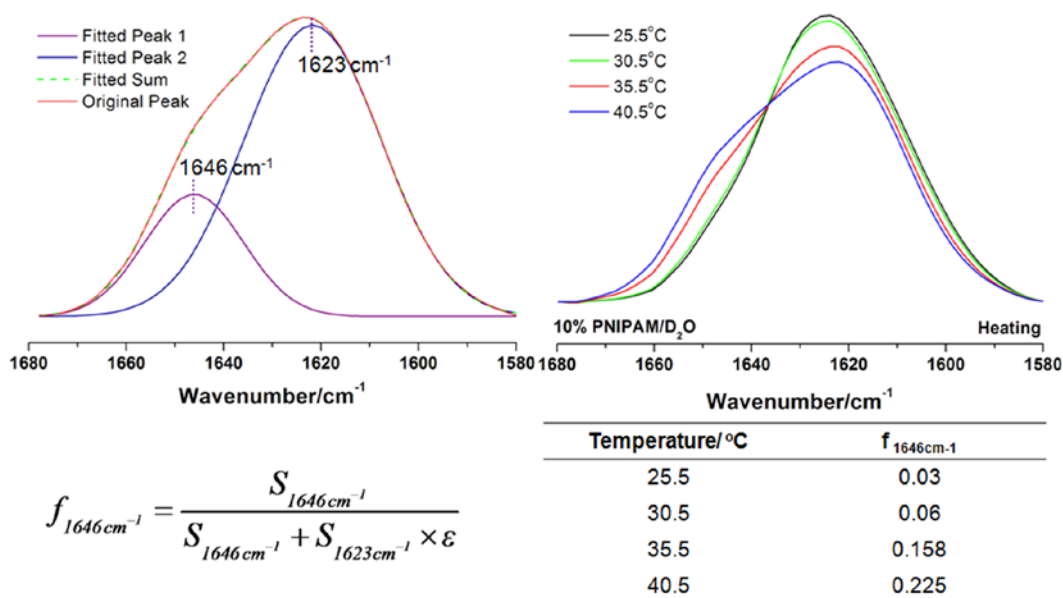 Fitted Peak 1
Fitted Peak 2
Fitted Sum
Original Peak
1623 cm⁻¹
1646 cm⁻¹
1680 1660 1640 1620 1600 1580
Wavenumber/cm⁻¹
25.5°C
30.5°C
35.5°C
40.5°C
10% PNIPAM/D₂O Heating
1680 1660 1640 1620 1600 1580
Wavenumber/cm⁻¹
f₁₆₄₆cm⁻¹ = S₁₆₄₆cm⁻¹ / (S₁₆₄₆cm⁻¹ + S₁₆₂₃cm⁻¹ × ε)
Temperature/ °C f 1646cm-1
25.5 0.03
30.5 0.06
35.5 0.158
40.5 0.225